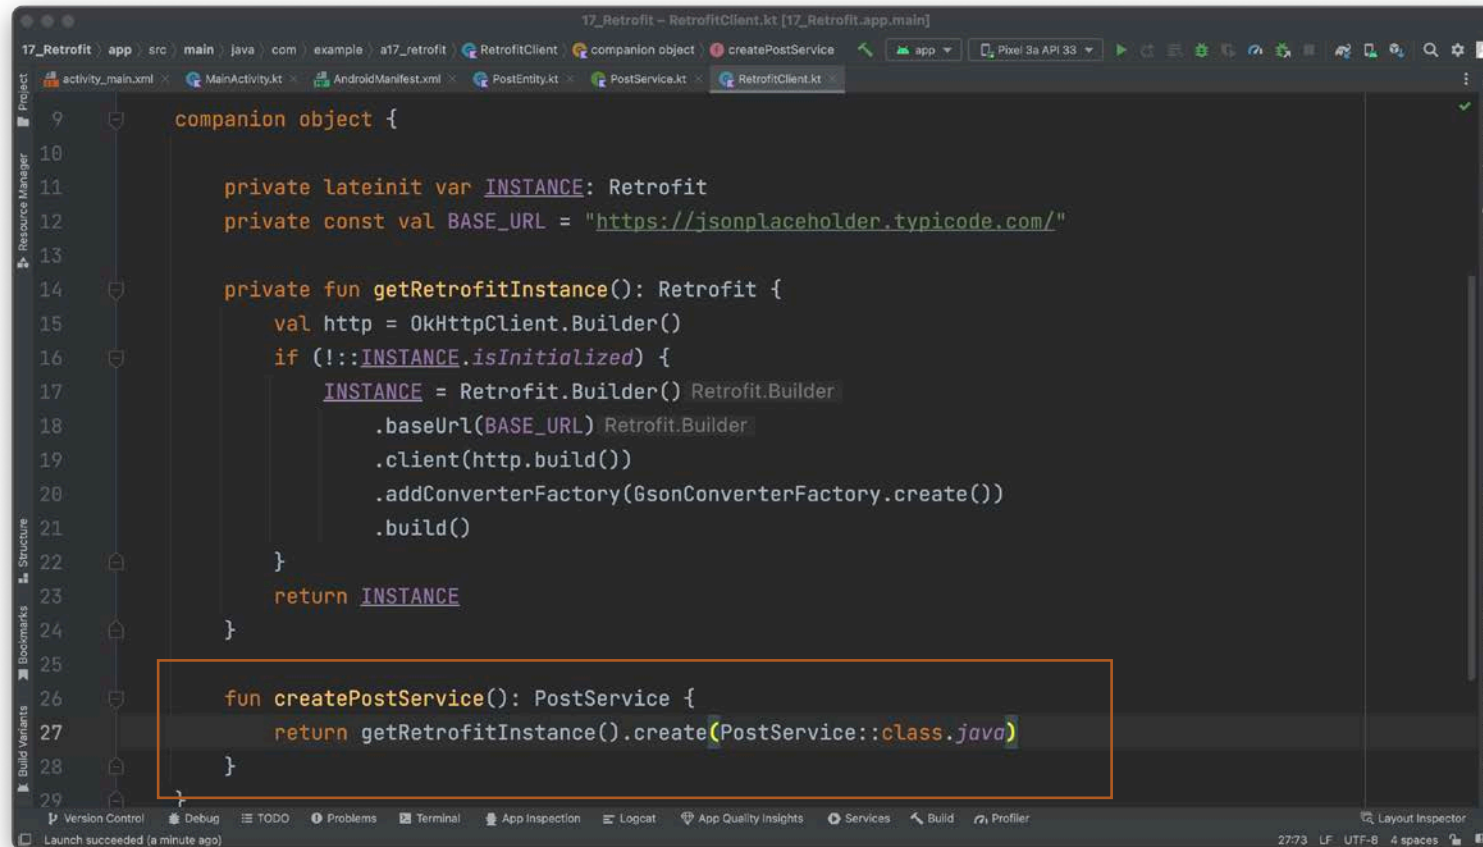 17_Retrofit – RetrofitClient.kt [17_Retrofit.app.main]
17_Retrofit app src main java com example a17_retrofit RetrofitClient companion object createPostService app Pixel 3a API 33
activity_main.xml MainActivity.kt AndroidManifest.xml PostEntity.kt PostService.kt RetrofitClient.kt
Project
Resource Manager
Structure
Bookmarks
Build Variants
9 companion object {
10
11 private lateinit var INSTANCE: Retrofit
12 private const val BASE_URL = "https://jsonplaceholder.typicode.com/"
13
14 private fun getRetrofitInstance(): Retrofit {
15 val http = OkHttpClient.Builder()
16 if (!::INSTANCE.isInitialized) {
17 INSTANCE = Retrofit.Builder() Retrofit.Builder
18 .baseUrl(BASE_URL) Retrofit.Builder
19 .client(http.build())
20 .addConverterFactory(GsonConverterFactory.create())
21 .build()
22 }
23 return INSTANCE
24 }
25
26 fun createPostService(): PostService {
27 return getRetrofitInstance().create(PostService::class.java)
28 }
29 }
Version Control Debug TODO Problems Terminal App Inspection Logcat App Quality Insights Services Build Profiler Layout Inspector
Launch succeeded (a minute ago) 27:73 LF UTF-8 4 spaces